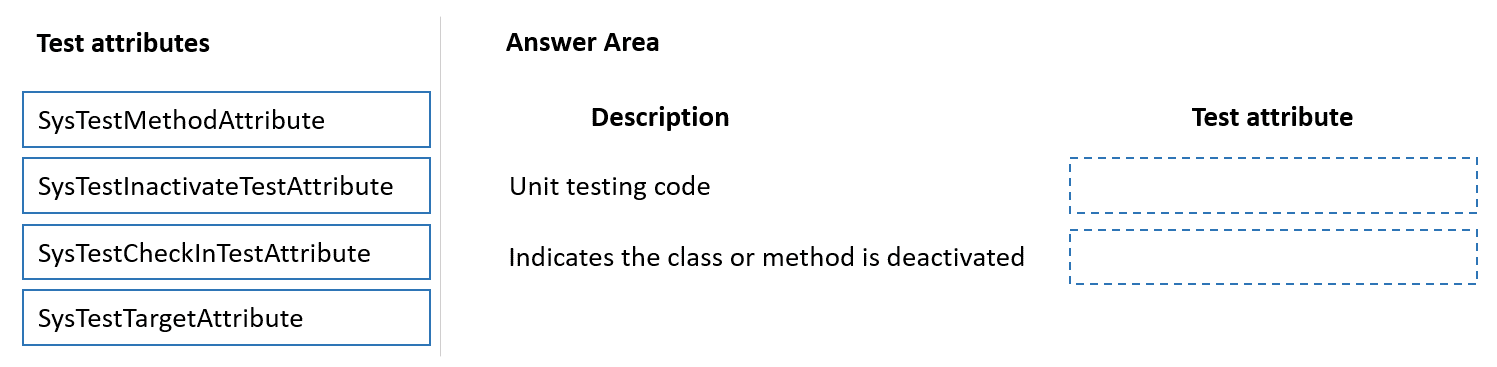 Test attributes
SysTestMethodAttribute
SysTestInactivateTestAttribute
SysTestCheckInTestAttribute
SysTestTargetAttribute
Answer Area
Description
Test attribute
Unit testing code
Indicates the class or method is deactivated